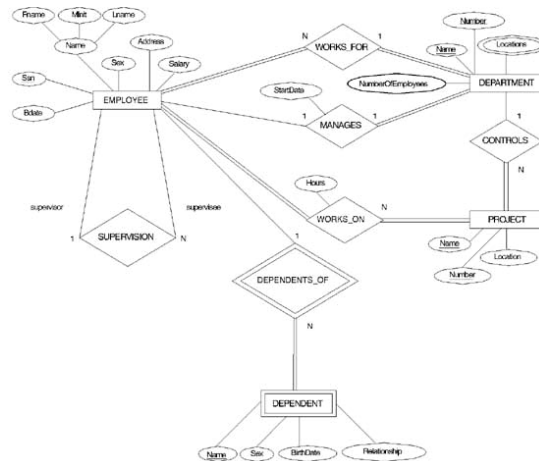 Fname
Minit
Lname
Name
Address
Sex
Salary
Ssn
EMPLOYEE
Bdate
N
WORKS_FOR
1
Number
Name
Locations
DEPARTMENT
NumberOfEmployees
StartDate
1
MANAGES
1
1
CONTROLS
N
Hours
N
WORKS_ON
PROJECT
Name
Number
Location
supervisor
supervisee
1
SUPERVISION
N
1
DEPENDENTS_OF
N
DEPENDENT
Name
Sex
BirthDate
Relationship